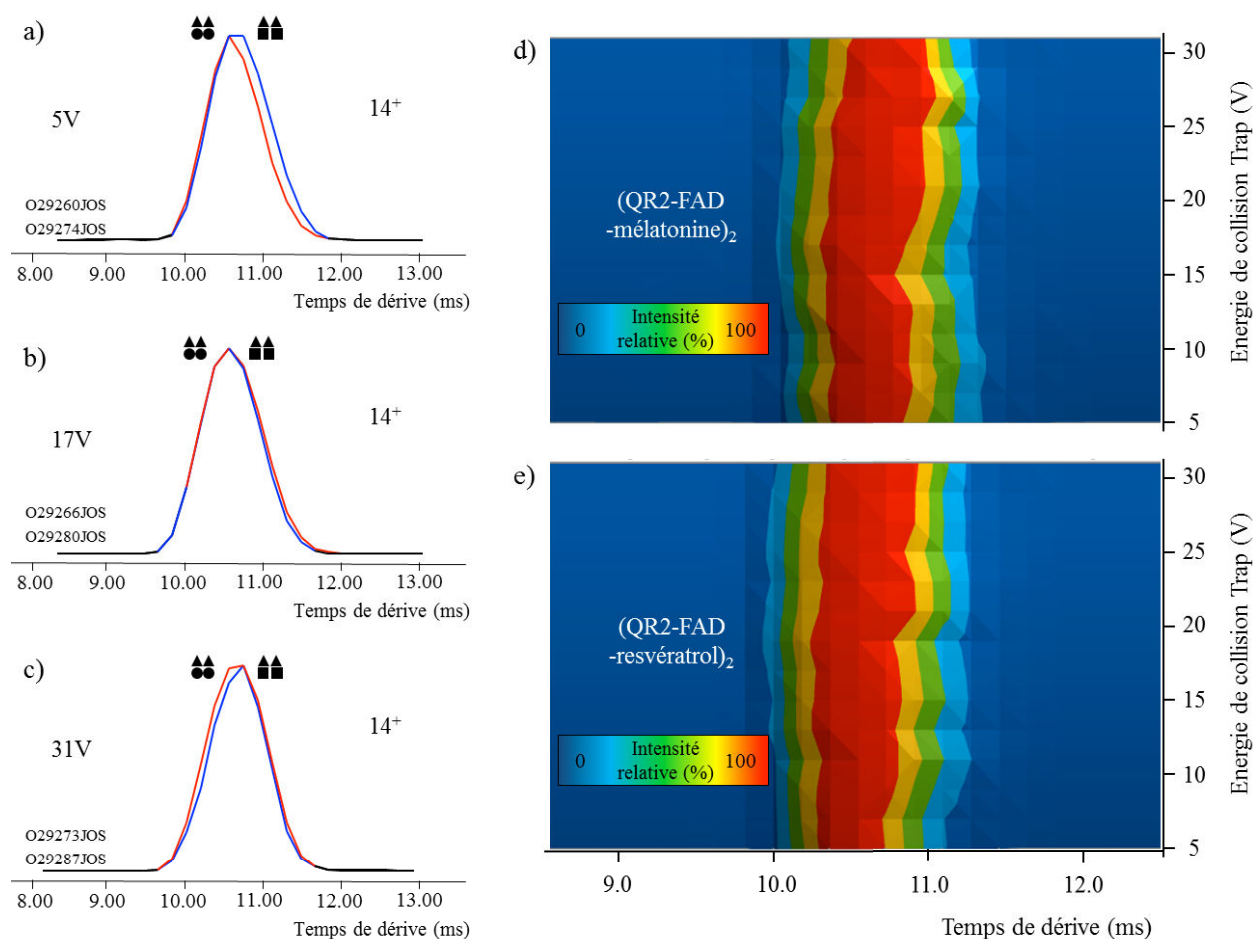 a)
5V
14+
O29260JOS
O29274JOS
8.00 9.00 10.00 11.00 12.00 13.00
Temps de dérive (ms)
b)
17V
14+
O29266JOS
O29280JOS
8.00 9.00 10.00 11.00 12.00 13.00
Temps de dérive (ms)
c)
31V
14+
O29273JOS
O29287JOS
8.00 9.00 10.00 11.00 12.00 13.00
Temps de dérive (ms)
d)
(QR2-FAD
-mélatonine)2
0 Intensité 100
relative (%)
30
25
20
15
10
5
Energie de collision Trap (V)
e)
(QR2-FAD
-resvératrol)2
0 Intensité 100
relative (%)
30
25
20
15
10
5
Energie de collision Trap (V)
9.0 10.0 11.0 12.0
Temps de dérive (ms)